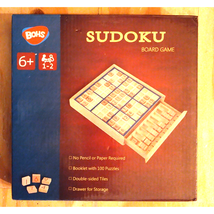 BOHS
SUDOKU
BOARD GAME
6+
1-2
No Pencil or Paper Required
Booklet with 100 Puzzles
Double-sided Tiles
Drawer for Storage